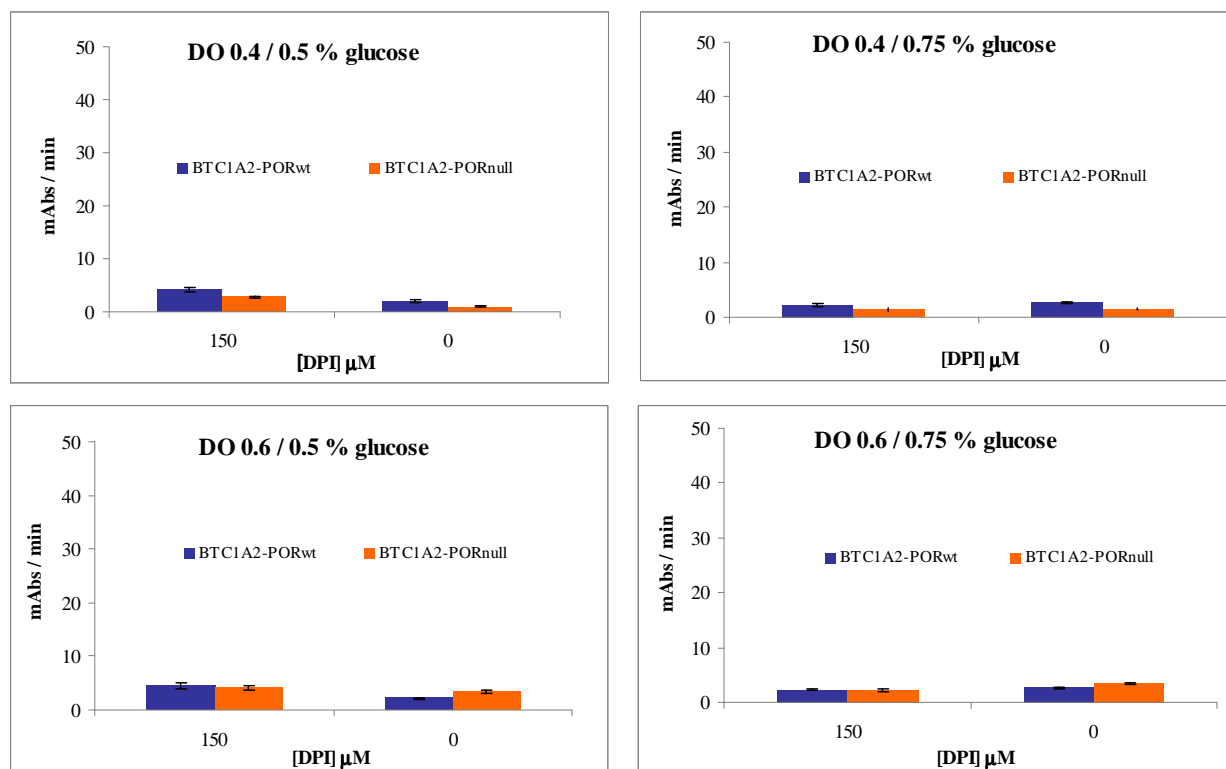 DO 0.4 / 0.5 % glucose
50
40
30
20
10
0
mAbs / min
BTC1A2-PORwt BTC1A2-PORnull
150 0
[DPI] µM
DO 0.4 / 0.75 % glucose
50
40
30
20
10
0
mAbs / min
BTC1A2-PORwt BTC1A2-PORnull
150 0
[DPI] µM
DO 0.6 / 0.5 % glucose
50
40
30
20
10
0
mAbs / min
BTC1A2-PORwt BTC1A2-PORnull
150 0
[DPI] µM
DO 0.6 / 0.75 % glucose
50
40
30
20
10
0
mAbs / min
BTC1A2-PORwt BTC1A2-PORnull
150 0
[DPI] µM